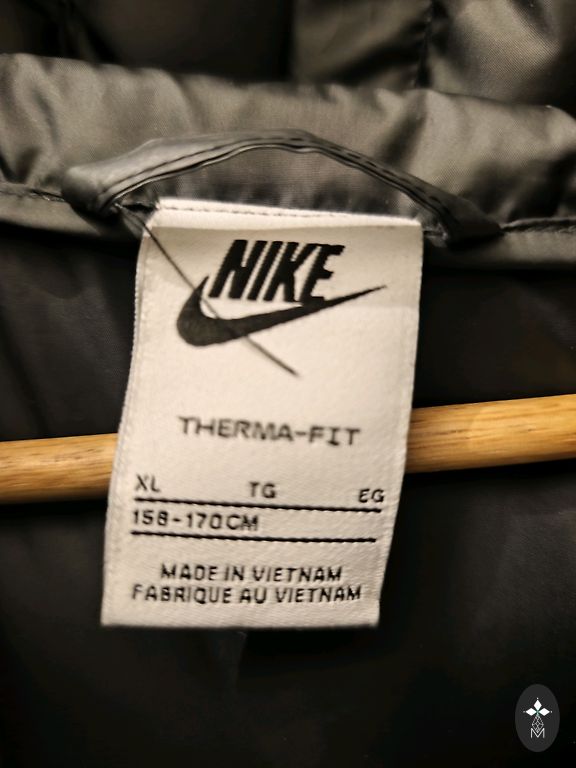 NIKE
THERMA-FIT
XL TG EG
158-170CM
MADE IN VIETNAM
FABRIQUE AU VIETNAM
M